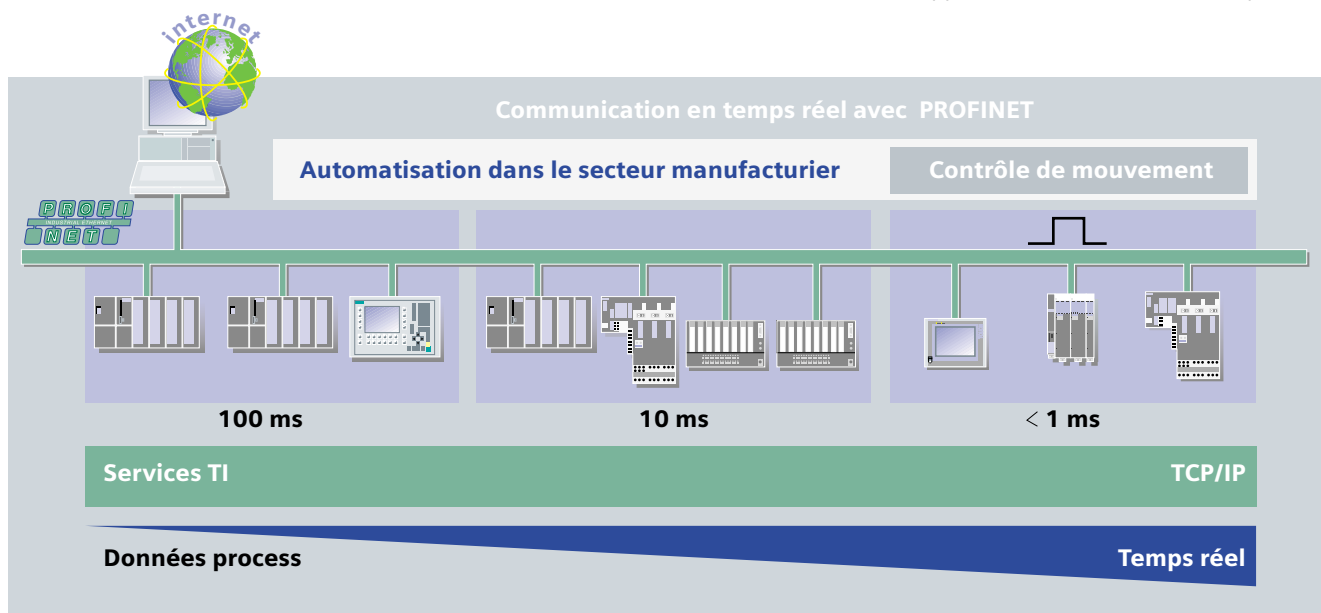 internet
Communication en temps réel avec PROFINET
Automatisation dans le secteur manufacturier
Contrôle de mouvement
PROFI
INDUSTRIAL ETHERNET
NET
100 ms
10 ms
< 1 ms
Services TI
TCP/IP
Données process
Temps réel